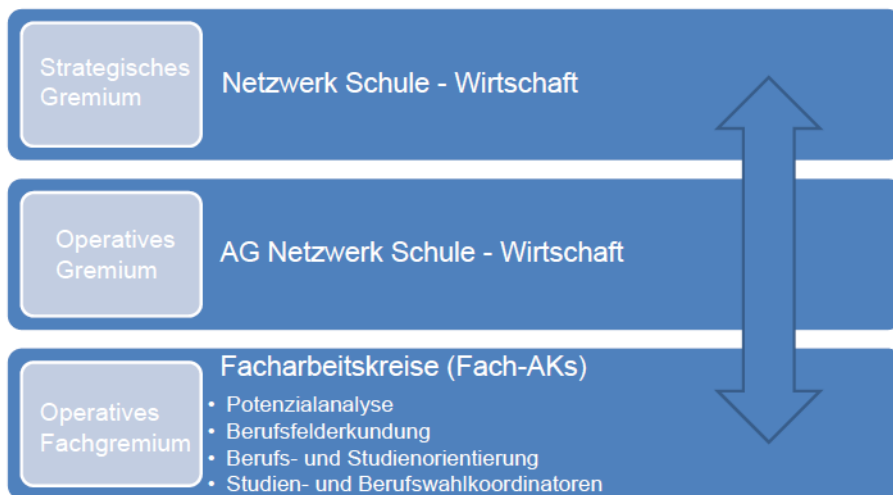 Strategisches
Gremium
Netzwerk Schule - Wirtschaft
Operatives
Gremium
AG Netzwerk Schule - Wirtschaft
Operatives
Fachgremium
Facharbeitskreise (Fach-AKs)
• Potenzialanalyse
• Berufsfelderkundung
• Berufs- und Studienorientierung
• Studien- und Berufswahlkoordinatoren